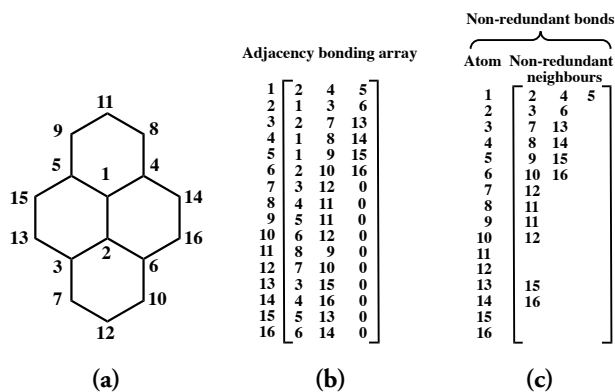 Non-redundant bonds
Adjacency bonding array
Atom Non-redundant
neighbours
11
9 8
5 1 4
15 14
13 16
3 2 6
7 10
12
1 2 4 5
2 1 3 6
3 2 7 13
4 1 8 14
5 1 9 15
6 2 10 16
7 3 12 0
8 4 11 0
9 5 11 0
10 6 12 0
11 8 9 0
12 7 10 0
13 3 15 0
14 4 16 0
15 5 13 0
16 6 14 0
1 2 4 5
2 3 6
3 7 13
4 8 14
5 9 15
6 10 16
7 12
8 11
9 11
10 12
11
12
13 15
14 16
15
16
(a) (b) (c)